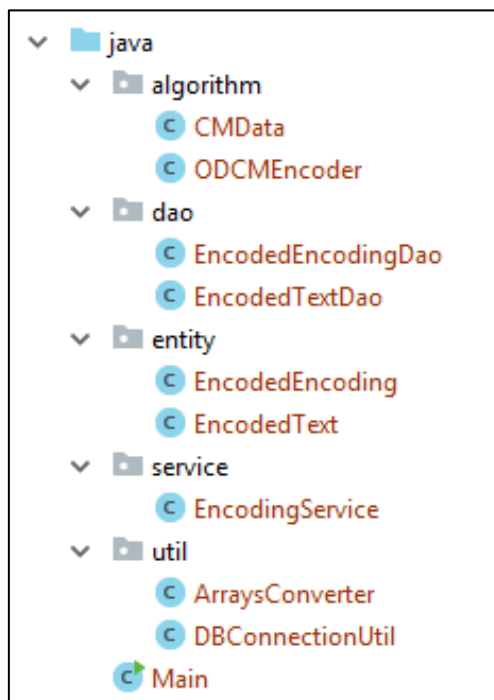 java
algorithm
CMData
ODCMEncoder
dao
EncodedEncodingDao
EncodedTextDao
entity
EncodedEncoding
EncodedText
service
EncodingService
util
ArraysConverter
DBConnectionUtil
Main